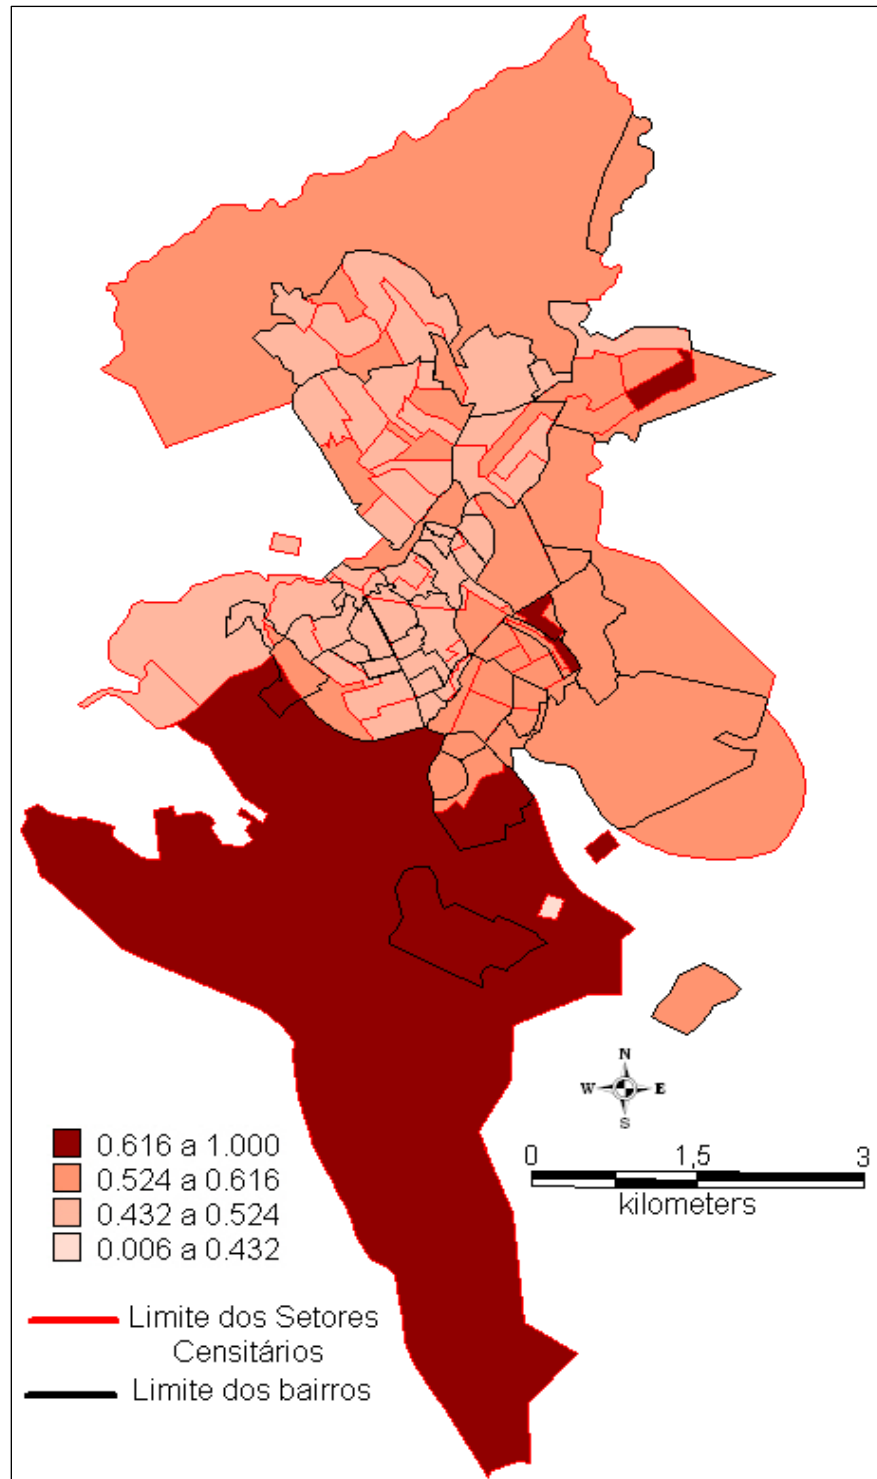 N
W E
S
0.616 a 1.000
0.524 a 0.616
0.432 a 0.524
0.006 a 0.432
0 1,5 3
kilometers
Limite dos Setores
Censitários
Limite dos bairros